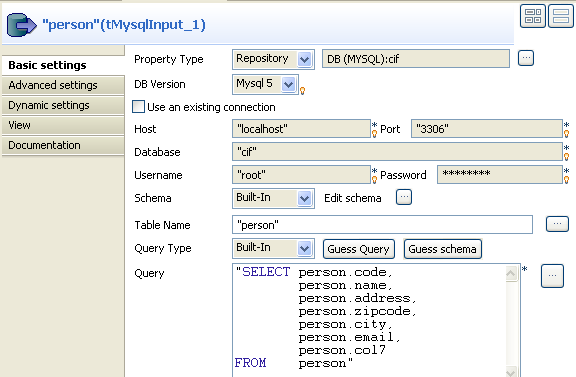 "person"(tMysqlInput_1)
Basic settings
Advanced settings
Dynamic settings
View
Documentation
Property Type Repository DB (MYSQL):cif ...
DB Version Mysql 5
Use an existing connection
Host "localhost" * Port "3306" *
Database "cif" *
Username "root" * Password ******** *
Schema Built-In Edit schema ...
Table Name "person" ...
Query Type Built-In Guess Query Guess schema
Query "SELECT person.code, * ...
person.name,
person.address,
person.zipcode,
person.city,
person.email,
person.col7
FROM person"